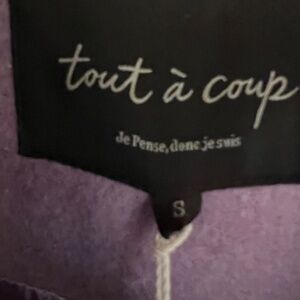 tout à coup
Je Pense, donc je suis
S